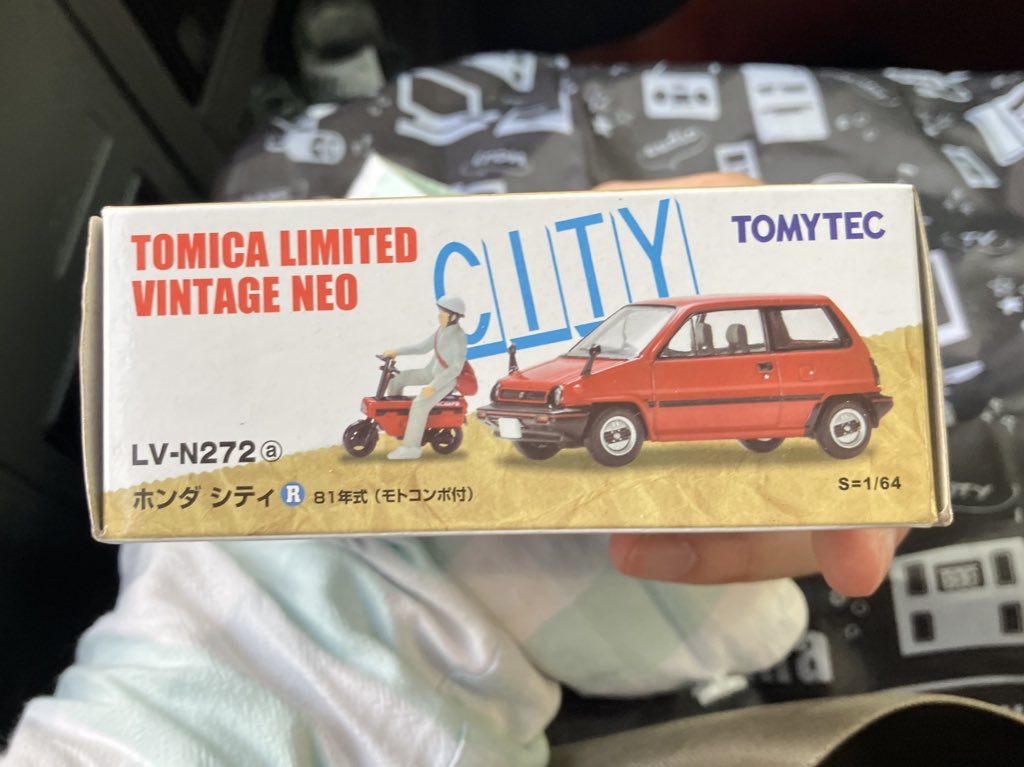 TOMICA LIMITED
VINTAGE NEO
CITY
TOMYTEC
LV-N272ⓐ
ホンダ シティ R 81年式（モトコンポ付）
S=1/64